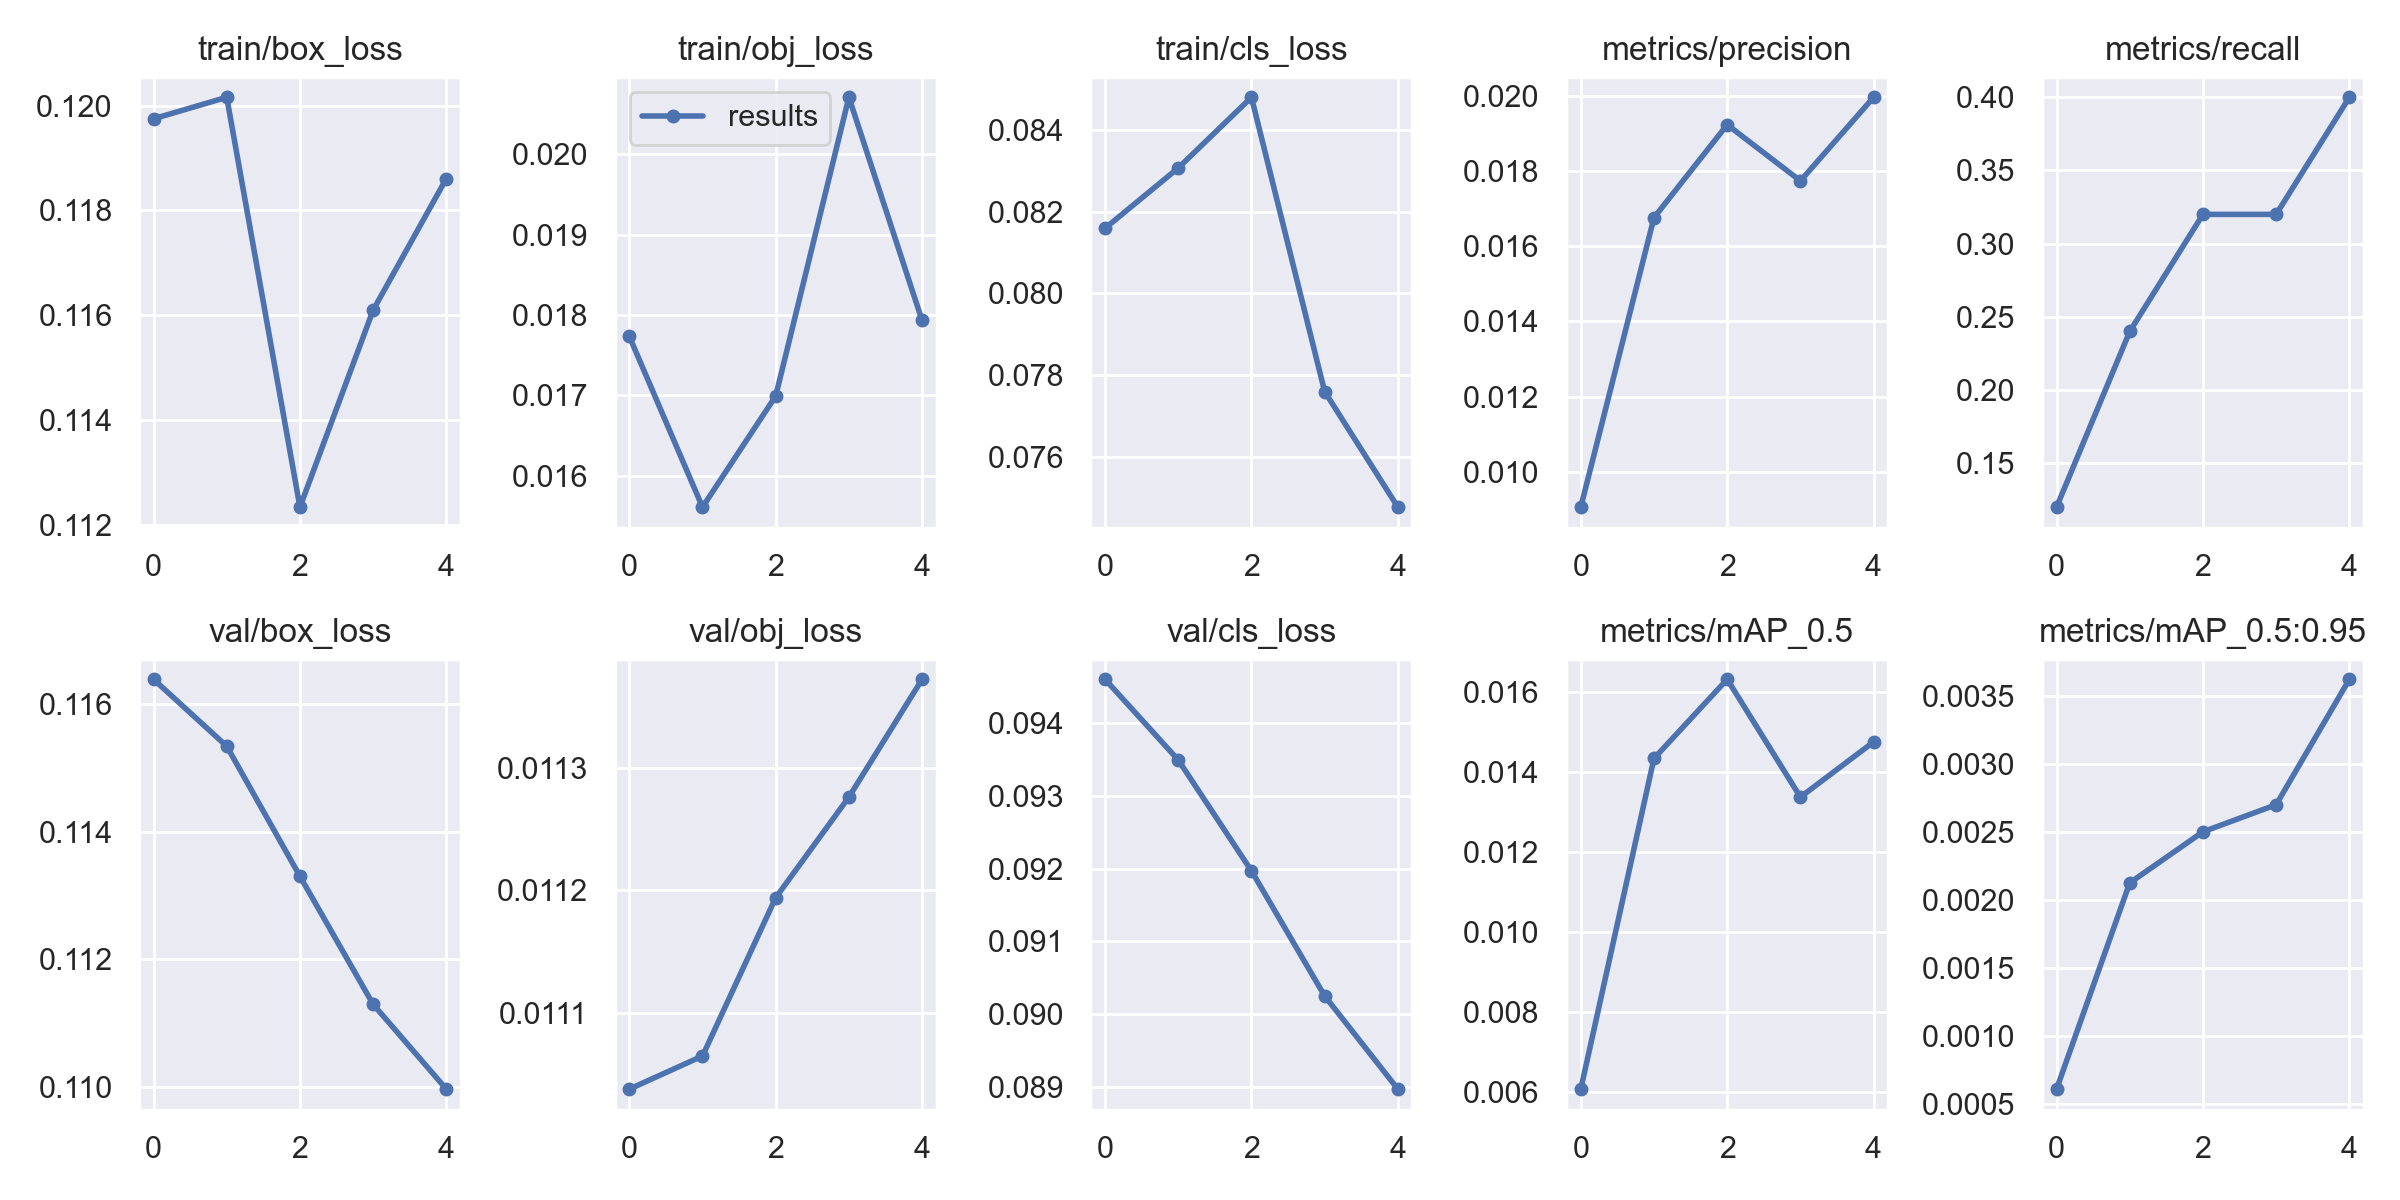 train/box_loss
0.120
0.118
0.116
0.114
0.112
0 2 4
train/obj_loss
results
0.020
0.019
0.018
0.017
0.016
0 2 4
train/cls_loss
0.084
0.082
0.080
0.078
0.076
0 2 4
metrics/precision
0.020
0.018
0.016
0.014
0.012
0.010
0 2 4
metrics/recall
0.40
0.35
0.30
0.25
0.20
0.15
0 2 4
val/box_loss
0.116
0.114
0.112
0.110
0 2 4
val/obj_loss
0.0113
0.0112
0.0111
0 2 4
val/cls_loss
0.094
0.093
0.092
0.091
0.090
0.089
0 2 4
metrics/mAP_0.5
0.016
0.014
0.012
0.010
0.008
0.006
0 2 4
metrics/mAP_0.5:0.95
0.0035
0.0030
0.0025
0.0020
0.0015
0.0010
0.0005
0 2 4